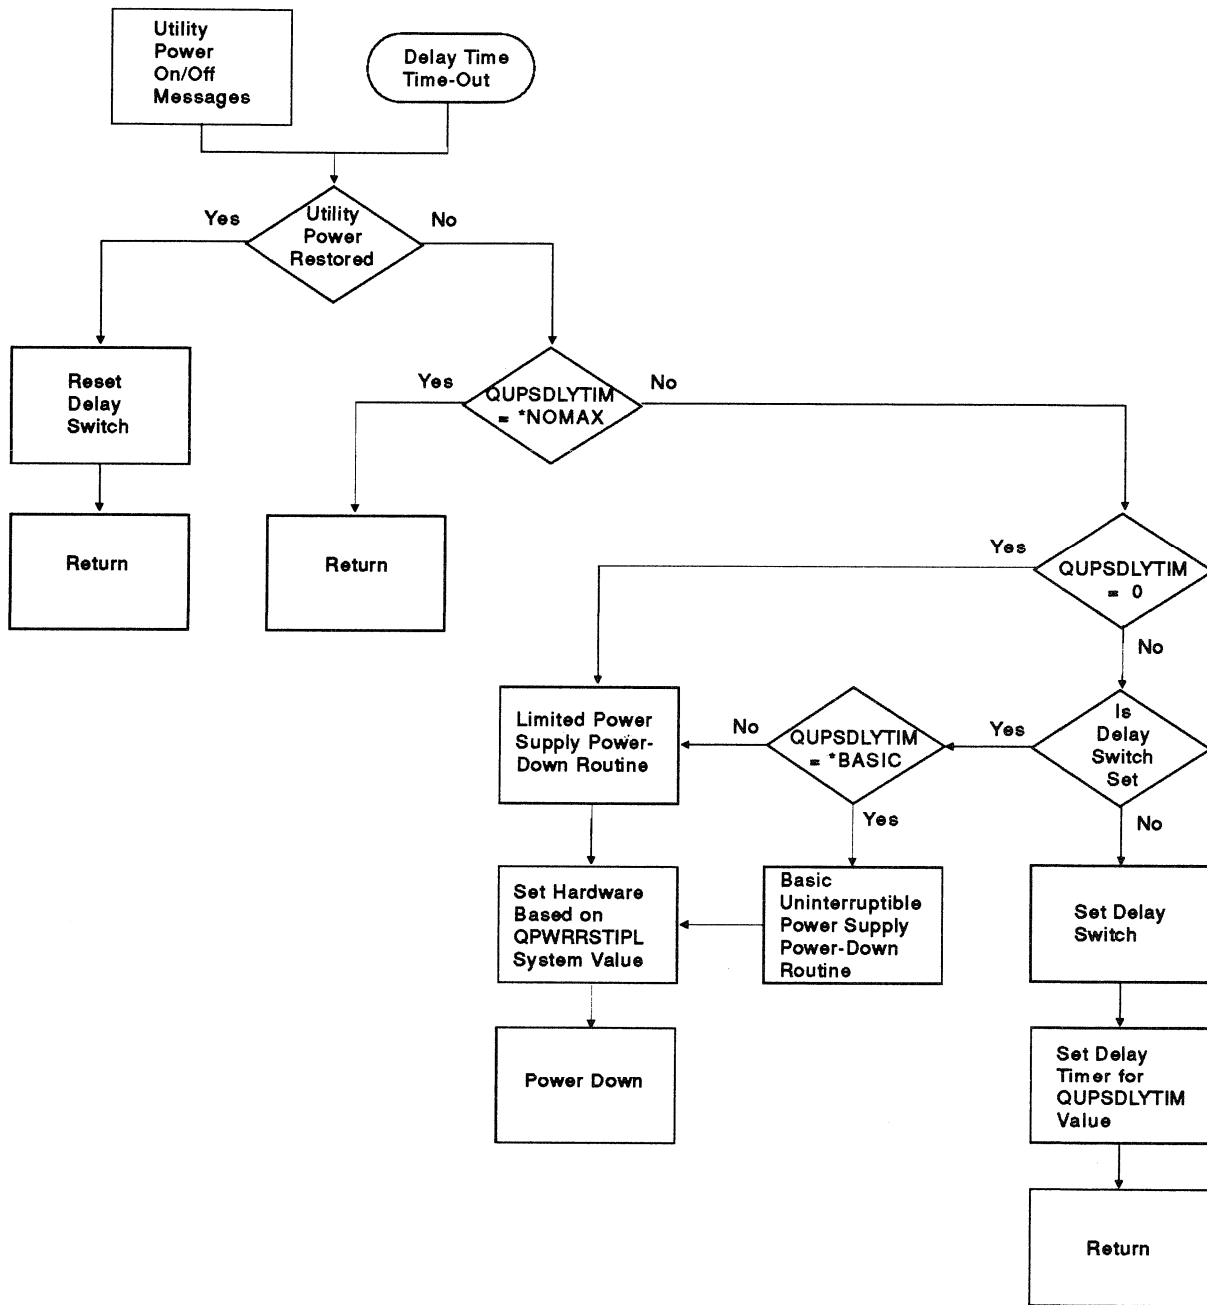 Utility
Power
On/Off
Messages
Delay Time
Time-Out
Yes
Utility
Power
Restored
No
Reset
Delay
Switch
Yes
QUPSDLYTIM
= *NOMAX
No
Return
Return
Yes
QUPSDLYTIM
= 0
No
Limited Power
Supply Power-
Down Routine
No
QUPSDLYTIM
= *BASIC
Yes
Is
Delay
Switch
Set
Yes
No
Set Hardware
Based on
QPWRRSTIPL
System Value
Basic
Uninterruptible
Power Supply
Power-Down
Routine
Set Delay
Switch
Power Down
Set Delay
Timer for
QUPSDLYTIM
Value
Return